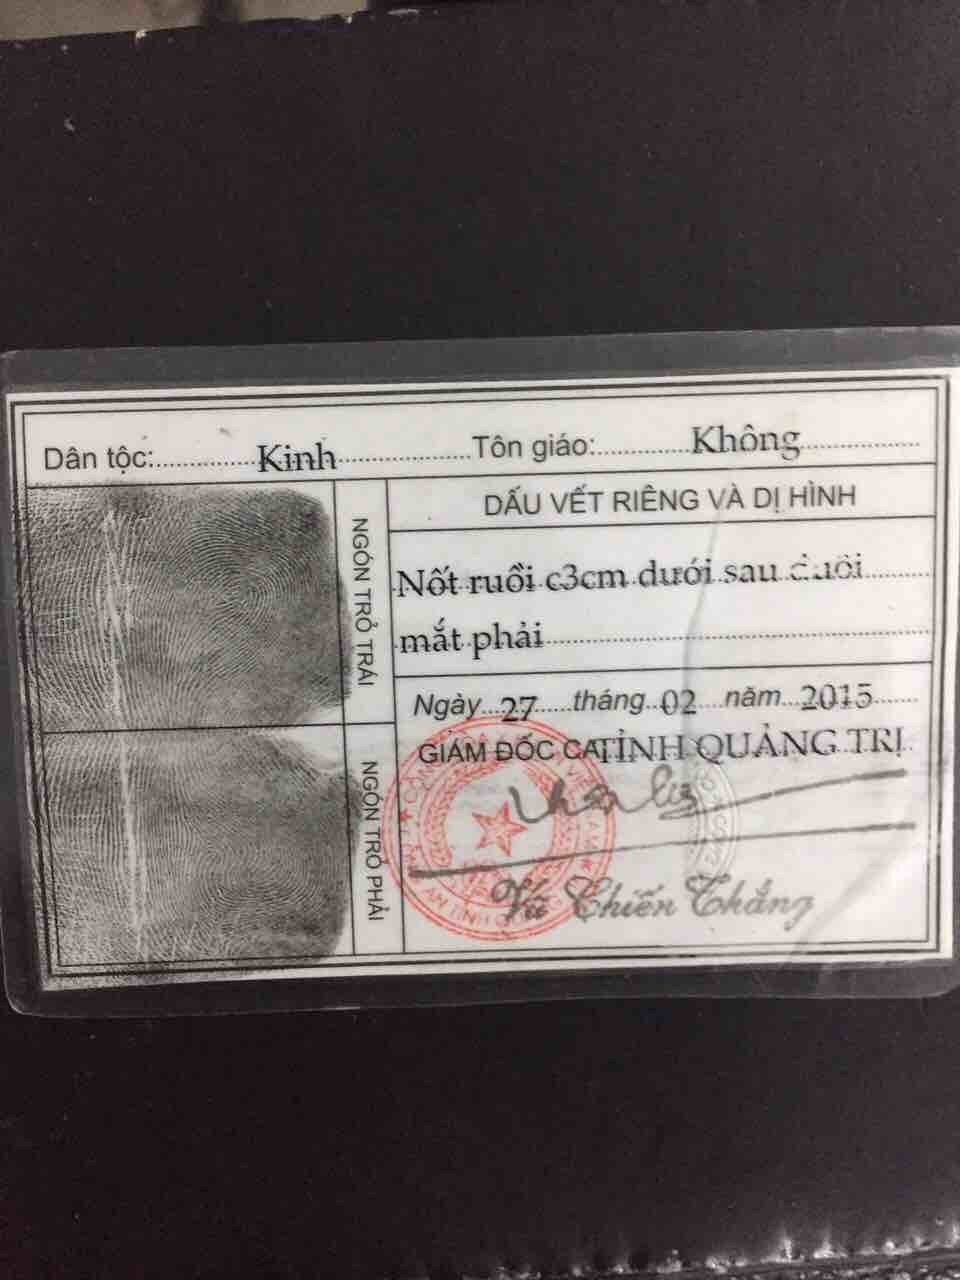 Dân tộc: Kinh Tôn giáo: Không
DẤU VẾT RIÊNG VÀ DỊ HÌNH
NGÓN TRỎ TRÁI
Nốt ruồi c3cm dưới sau đuôi
mắt phải
Ngày 27 tháng 02 năm 2015
GIÁM ĐỐC CA TỈNH QUẢNG TRỊ
NGÓN TRỎ PHẢI
Vũ Chiến Thắng